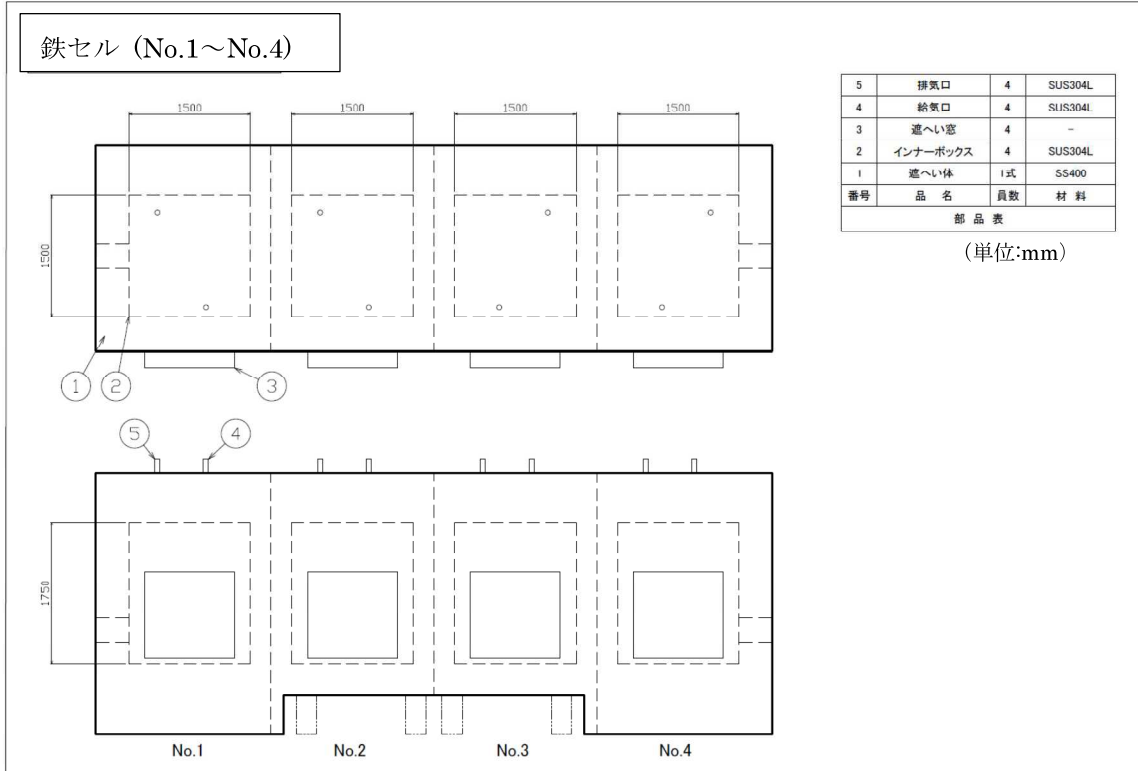 鉄セル (No.1～No.4)
1500 1500 1500 1500
1500
1 2 3
5 4
1750
No.1 No.2 No.3 No.4
5 排気口 4 SUS304L
4 給気口 4 SUS304L
3 遮へい窓 4 -
2 インナーボックス 4 SUS304L
1 遮へい体 1式 SS400
番号 品 名 員数 材 料
部 品 表
(単位:mm)